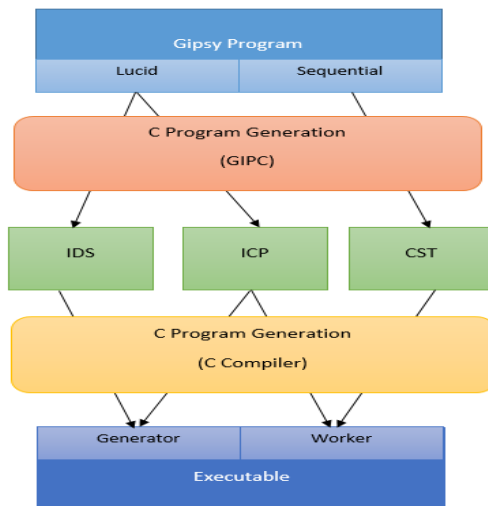 Gipsy Program
Lucid
Sequential
C Program Generation
(GIPC)
IDS
ICP
CST
C Program Generation
(C Compiler)
Generator
Worker
Executable